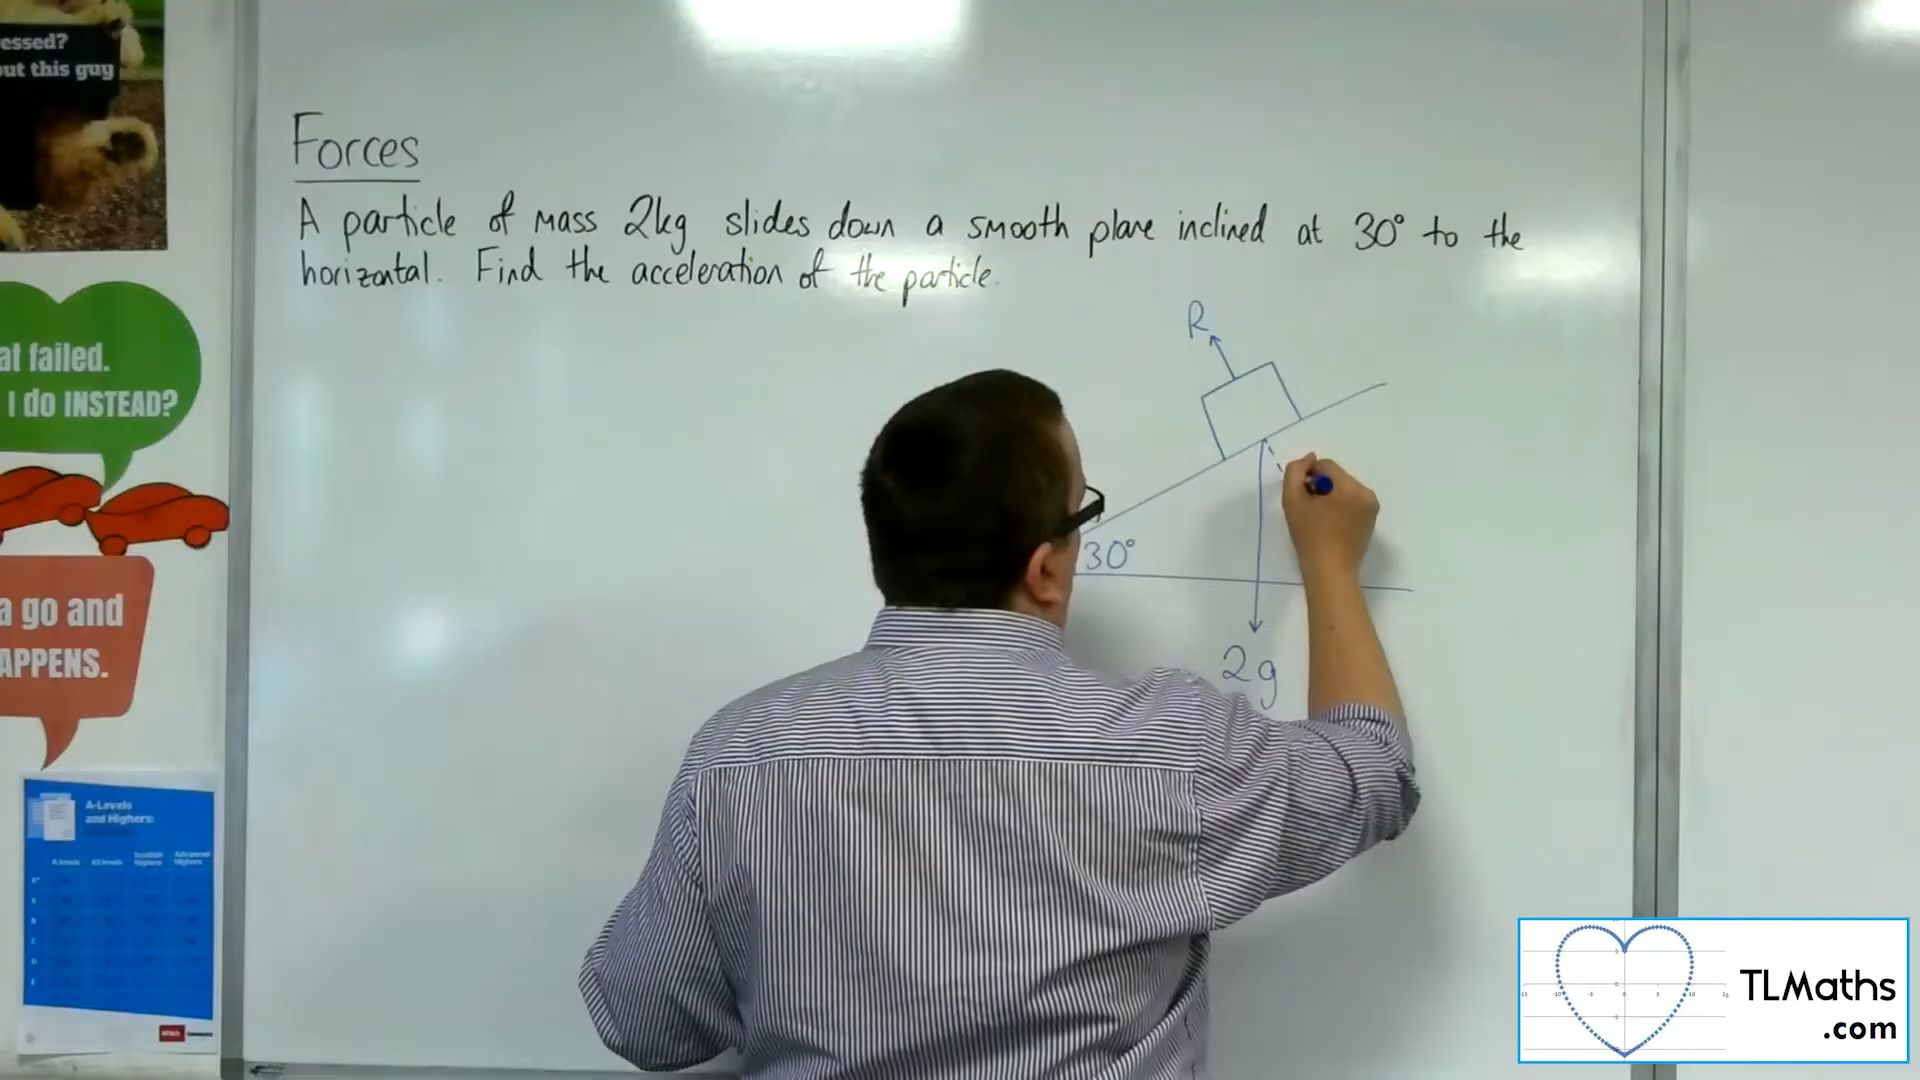 essed?
out this guy
Forces
A particle of mass 2kg slides down a smooth plane inclined at 30° to the
horizontal. Find the acceleration of the particle.
R
30°
2g
at failed.
I do INSTEAD?
a go and
APPENS.
A-Levels
and Highers:
TLMaths
.com